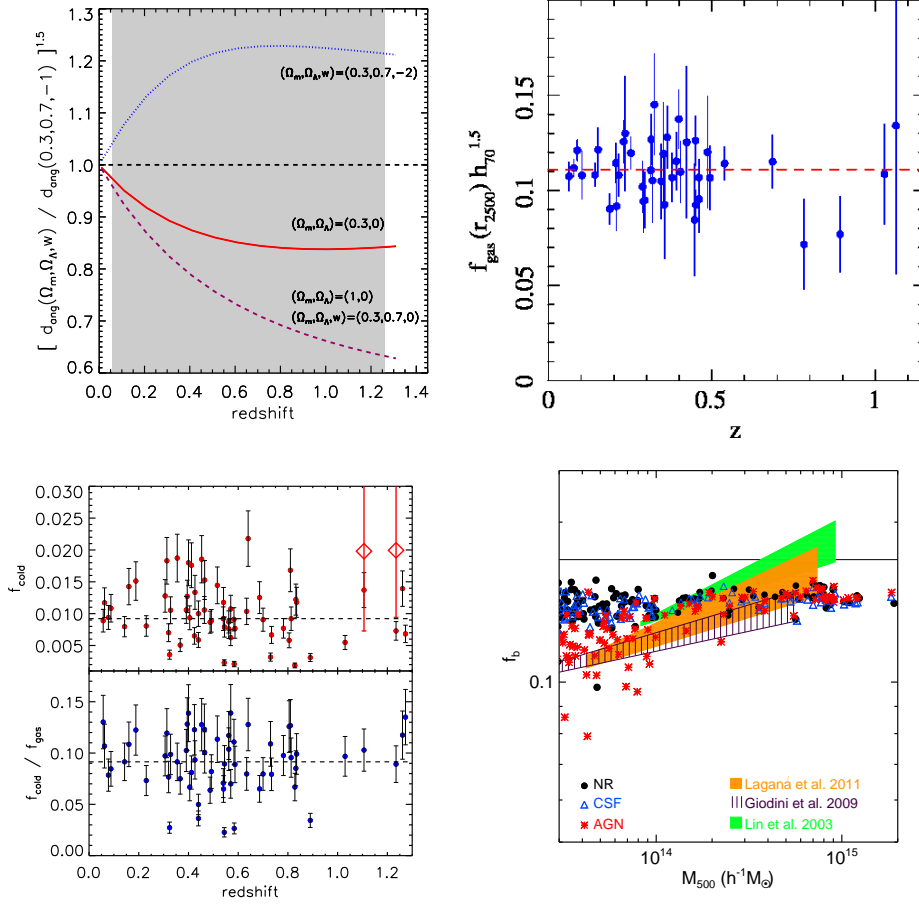 [ d_ang(Ω_m,Ω_Λ,w) / d_ang(0.3,0.7,-1) ]^1.5
1.3
1.2
1.1
1.0
0.9
0.8
0.7
0.6
(Ω_m,Ω_Λ,w)=(0.3,0.7,-2)
(Ω_m,Ω_Λ)=(0.3,0)
(Ω_m,Ω_Λ)=(1,0)
(Ω_m,Ω_Λ,w)=(0.3,0.7,0)
0.0 0.2 0.4 0.6 0.8 1.0 1.2 1.4
redshift
f_gas (r_2500) h_70^1.5
0.15
0.1
0.05
0
0 0.5 1
z
f_cold
0.030
0.025
0.020
0.015
0.010
0.005
f_cold / f_gas
0.15
0.10
0.05
0.00
0.0 0.2 0.4 0.6 0.8 1.0 1.2
redshift
f_b
0.1
NR
CSF
AGN
Laganá et al. 2011
Giodini et al. 2009
Lin et al. 2003
10^14 10^15
M_500 (h^-1M_⊙)